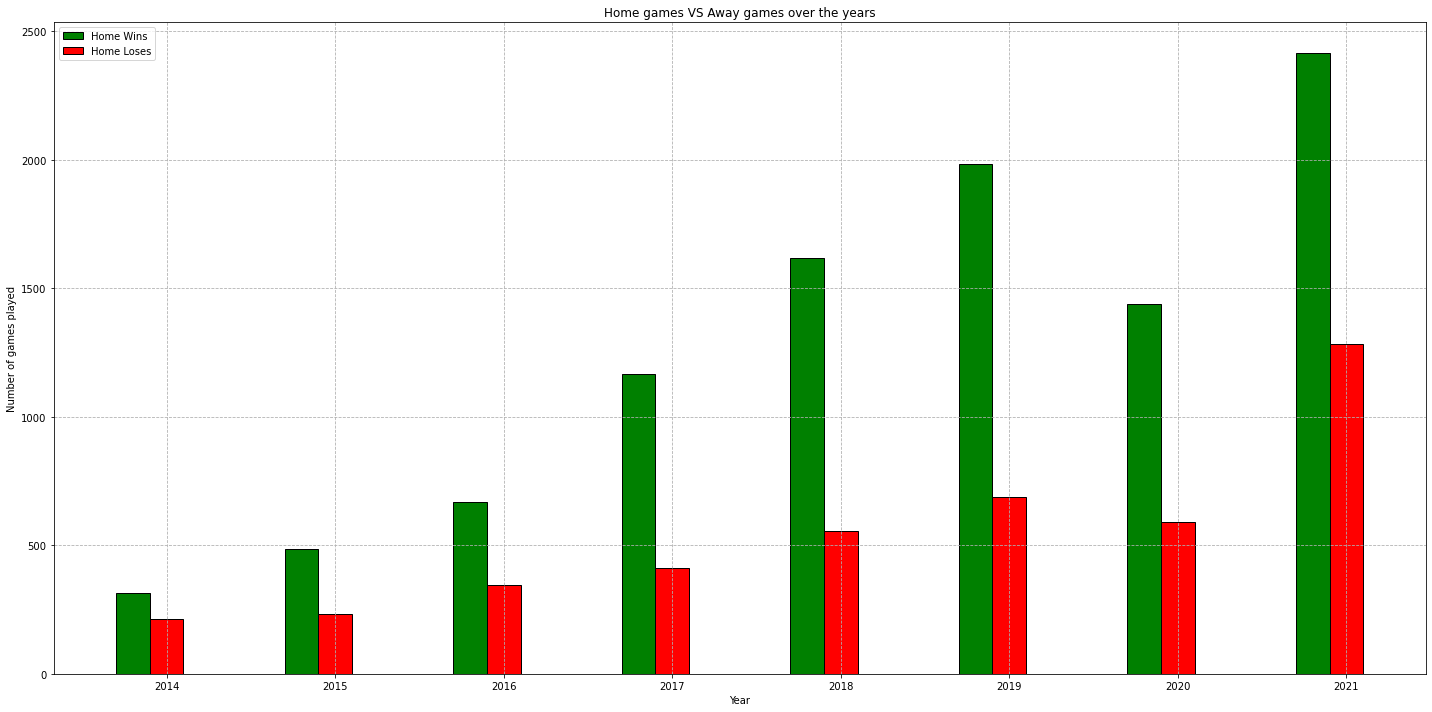 Home games VS Away games over the years
Home Wins
Home Loses
2500
2000
1500
1000
500
0
Number of games played
2014 2015 2016 2017 2018 2019 2020 2021
Year